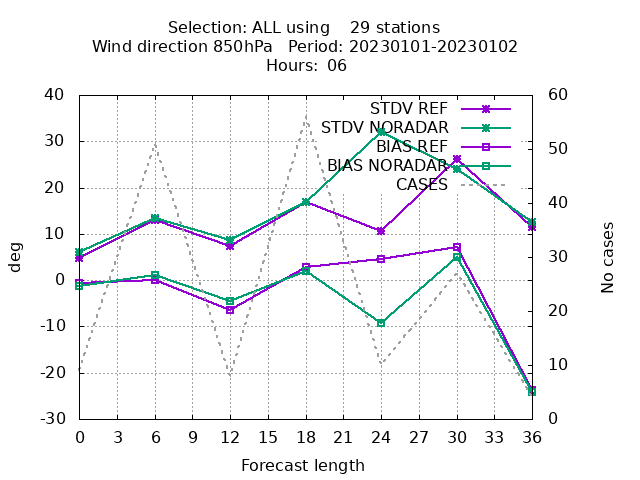 Selection: ALL using 29 stations
Wind direction 850hPa Period: 20230101-20230102
Hours: 06
STDV REF
STDV NORADAR
BIAS REF
BIAS NORADAR
CASES
40
30
20
10
0
-10
-20
-30
deg
60
50
40
30
20
10
0
No cases
0 3 6 9 12 15 18 21 24 27 30 33 36
Forecast length